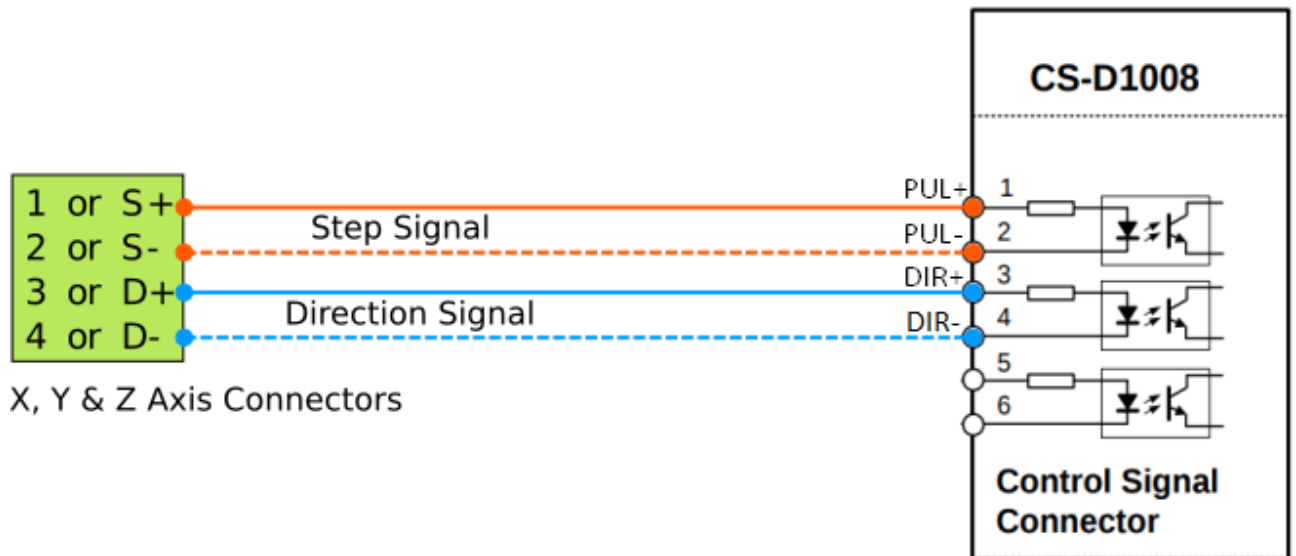 CS-D1008
1 or S+
2 or S-
3 or D+
4 or D-
X, Y & Z Axis Connectors
Step Signal
Direction Signal
PUL+
PUL-
DIR+
DIR-
1
2
3
4
5
6
Control Signal
Connector